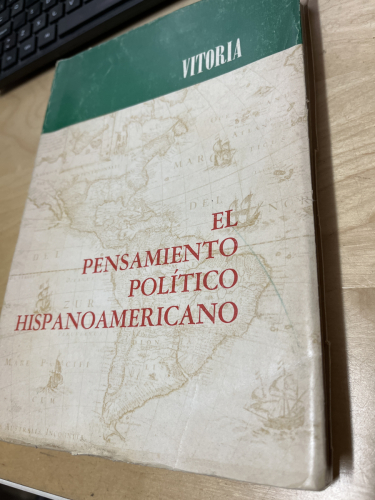 VITORIA
EL
PENSAMIENTO
POLÍTICO
HISPANOAMERICANO